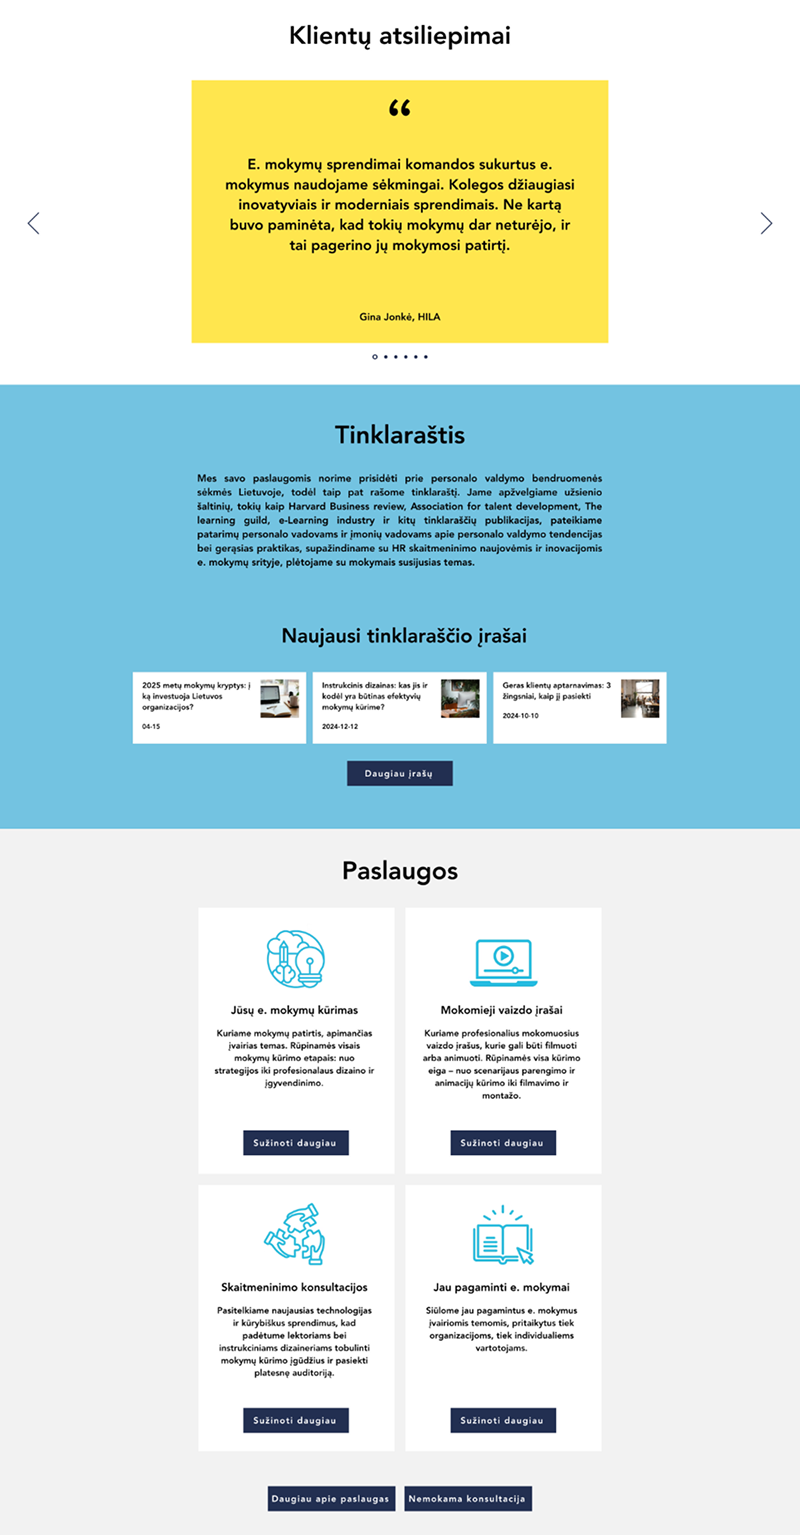 Klientų atsiliepimai
“
E. mokymų sprendimai komandos sukurtus e.
mokymus naudojame sėkmingai. Kolegos džiaugiasi
inovatyviais ir moderniais sprendimais. Ne kartą
buvo paminėta, kad tokių mokymų dar neturėjo, ir
tai pagerino jų mokymosi patirtį.
Gina Jonkė, HILA
Tinklaraštis
Mes savo paslaugomis norime prisidėti prie personalo valdymo bendruomenės
sėkmės Lietuvoje, todėl taip pat rašome tinklaraštį. Jame apžvelgiame užsienio
šaltinių, tokių kaip Harvard Business review, Association for talent development, The
learning guild, e-Learning industry ir kitų tinklaraščių publikacijas, pateikiame
patarimų personalo vadovams ir įmonių vadovams apie personalo valdymo tendencijas
bei gerąsias praktikas, supažindiname su HR skaitmeninimo naujovėmis ir inovacijomis
e. mokymų srityje, plėtojame su mokymais susijusias temas.
Naujausi tinklaraščio įrašai
2025 metų mokymų kryptys: į
ką investuoja Lietuvos
organizacijos?
04-15
Instrukcinis dizainas: kas jis ir
kodėl yra būtinas efektyvių
mokymų kūrime?
2024-12-12
Geras klientų aptarnavimas: 3
žingsniai, kaip jį pasiekti
2024-10-10
Daugiau įrašų
Paslaugos
Jūsų e. mokymų kūrimas
Kuriame mokymų patirtis, apimančias
įvairias temas. Rūpinamės visais
mokymų kūrimo etapais: nuo
strategijos iki profesionalaus dizaino ir
įgyvendinimo.
Sužinoti daugiau
Mokomieji vaizdo įrašai
Kuriame profesionalius mokomuosius
vaizdo įrašus, kurie gali būti filmuoti
arba animuoti. Rūpinamės visa kūrimo
eiga – nuo scenarijaus parengimo ir
animacijų kūrimo iki filmavimo ir
montažo.
Sužinoti daugiau
Skaitmeninimo konsultacijos
Pasitelkiame naujausias technologijas
ir kūrybiškus sprendimus, kad
padėtume lektoriams bei
instrukciniams dizaineriams tobulinti
mokymų kūrimo įgūdžius ir pasiekti
platesnę auditoriją.
Sužinoti daugiau
Jau pagaminti e. mokymai
Siūlome jau pagamintus e. mokymus
įvairiomis temomis, pritaikytus tiek
organizacijoms, tiek individualiems
vartotojams.
Sužinoti daugiau
Daugiau apie paslaugas
Nemokama konsultacija